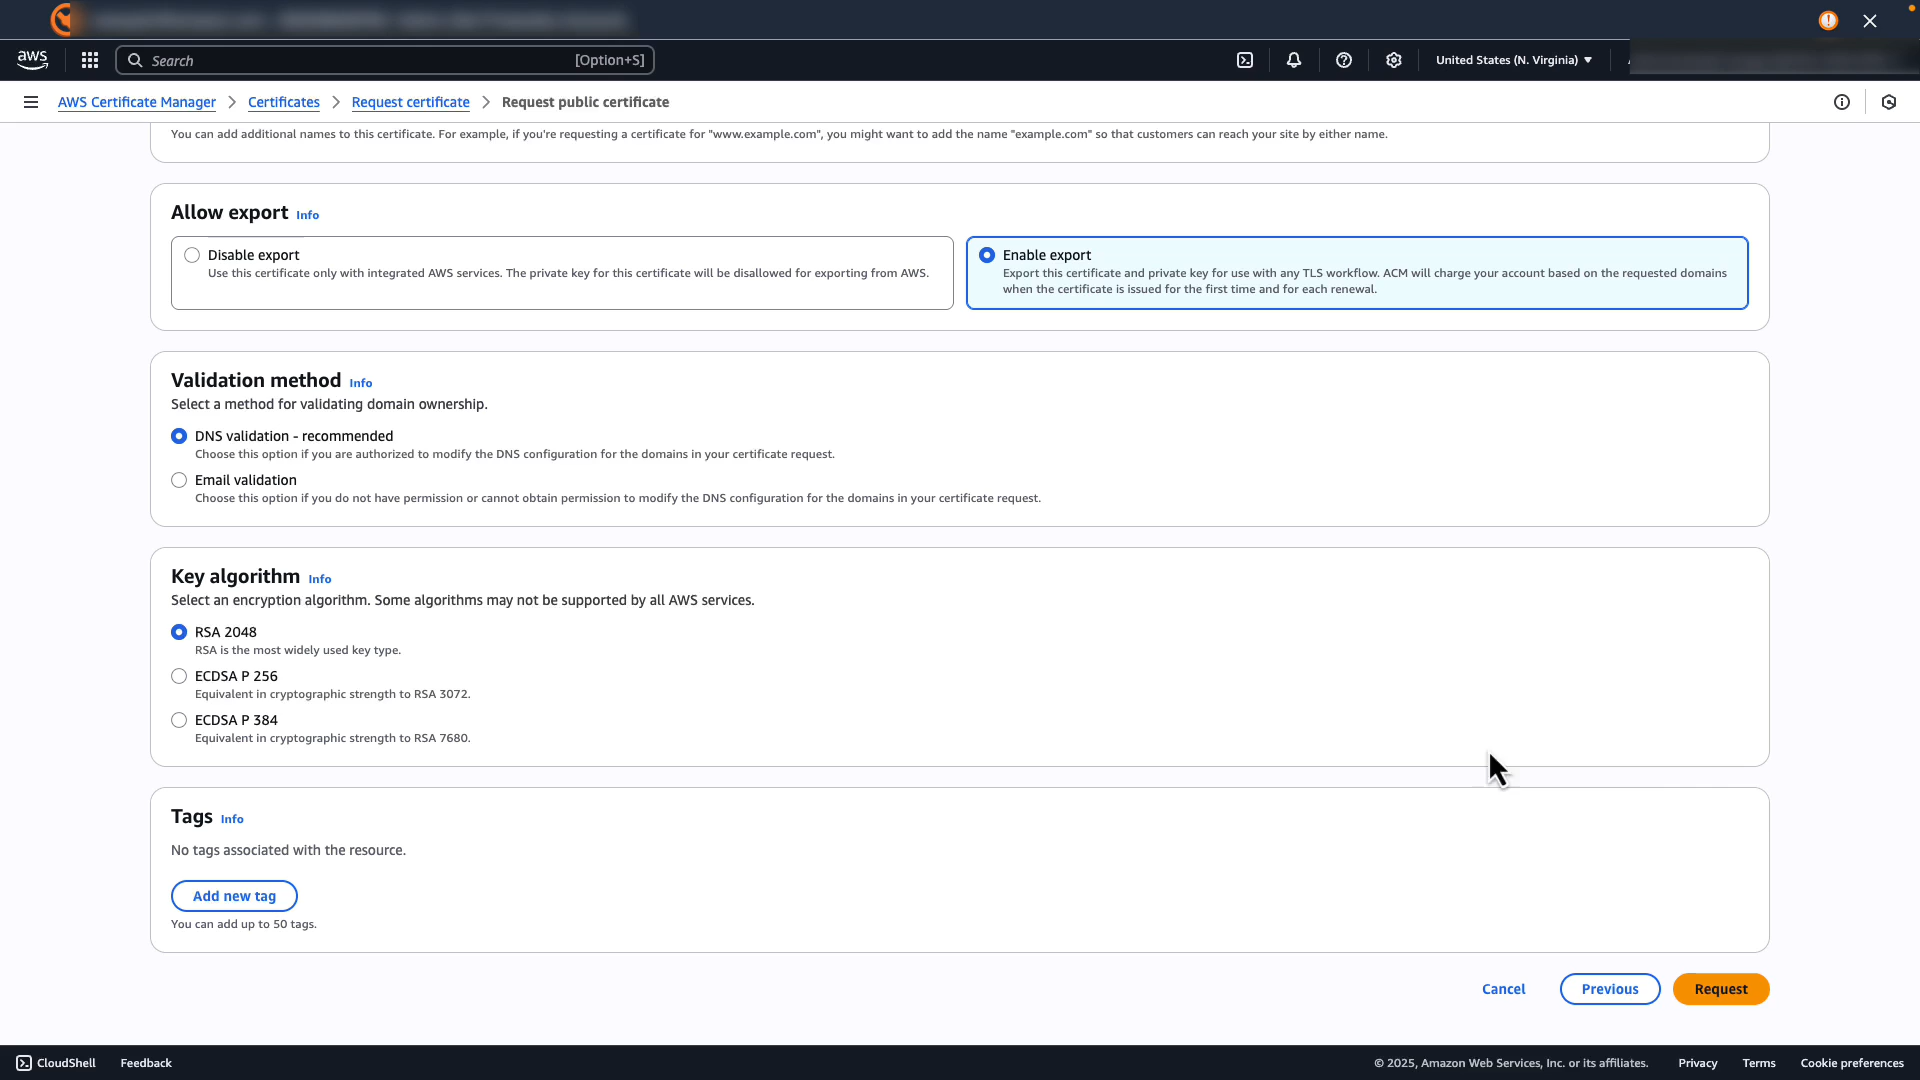 aws
Search [Option+S]
United States (N. Virginia)
AWS Certificate Manager > Certificates > Request certificate > Request public certificate
You can add additional names to this certificate. For example, if you're requesting a certificate for "www.example.com", you might want to add the name "example.com" so that customers can reach your site by either name.
Allow export Info
Disable export
Use this certificate only with integrated AWS services. The private key for this certificate will be disallowed for exporting from AWS.
Enable export
Export this certificate and private key for use with any TLS workflow. ACM will charge your account based on the requested domains
when the certificate is issued for the first time and for each renewal.
Validation method Info
Select a method for validating domain ownership.
DNS validation - recommended
Choose this option if you are authorized to modify the DNS configuration for the domains in your certificate request.
Email validation
Choose this option if you do not have permission or cannot obtain permission to modify the DNS configuration for the domains in your certificate request.
Key algorithm Info
Select an encryption algorithm. Some algorithms may not be supported by all AWS services.
RSA 2048
RSA is the most widely used key type.
ECDSA P 256
Equivalent in cryptographic strength to RSA 3072.
ECDSA P 384
Equivalent in cryptographic strength to RSA 7680.
Tags Info
No tags associated with the resource.
Add new tag
You can add up to 50 tags.
Cancel Previous Request
CloudShell Feedback © 2025, Amazon Web Services, Inc. or its affiliates. Privacy Terms Cookie preferences